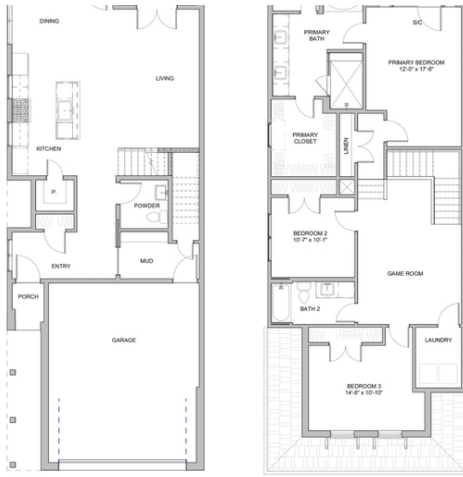 DINING
LIVING
KITCHEN
P.
POWDER
ENTRY
MUD
PORCH
GARAGE
S/C
PRIMARY
BATH
PRIMARY BEDROOM
12'-0" x 17'-8"
PRIMARY
CLOSET
LINEN
BEDROOM 2
10'-7" x 10'-1"
GAME ROOM
BATH 2
LAUNDRY
BEDROOM 3
14'-8" x 10'-10"